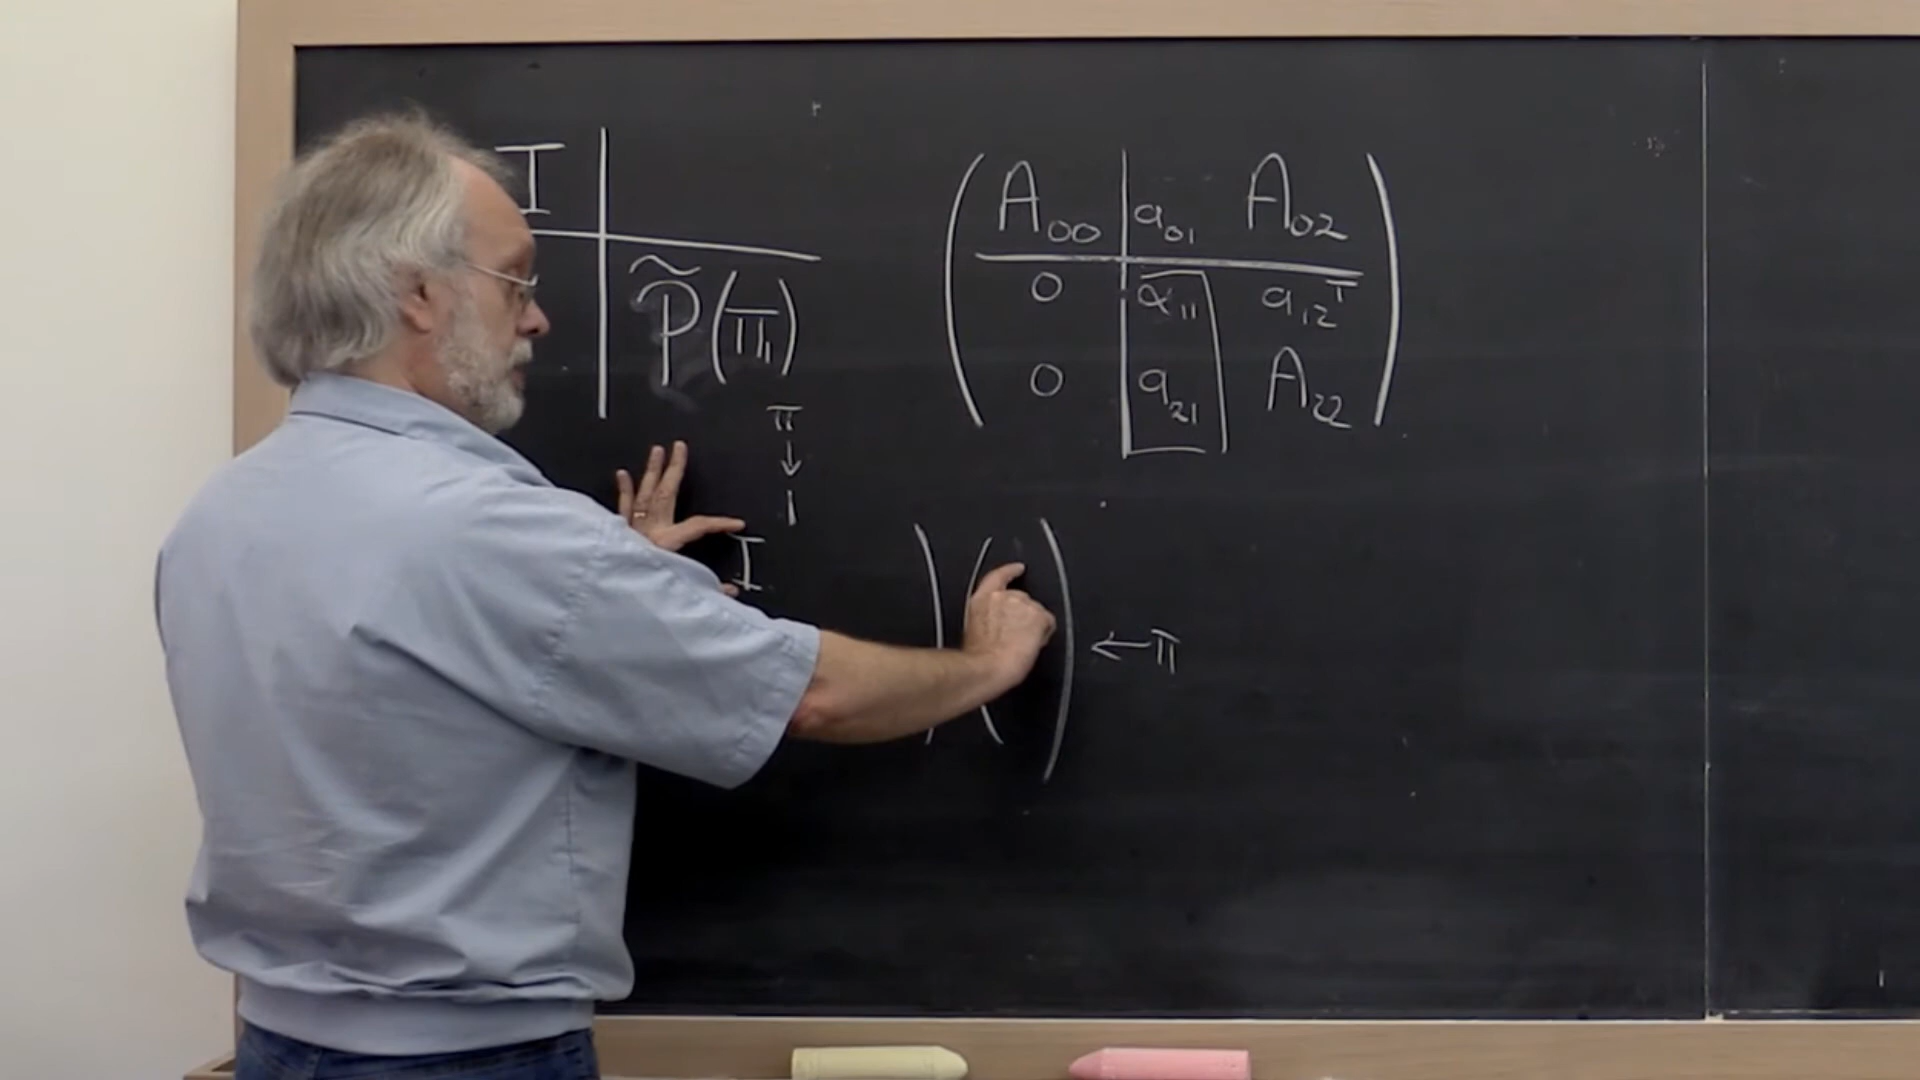 I
P̃(π₁)
π
↓
1
I
( A₀₀ | a₀₁ A₀₂ )
0 α₁₁ a₁₂ᵀ
0 a₂₁ A₂₂
) ( ) ← π